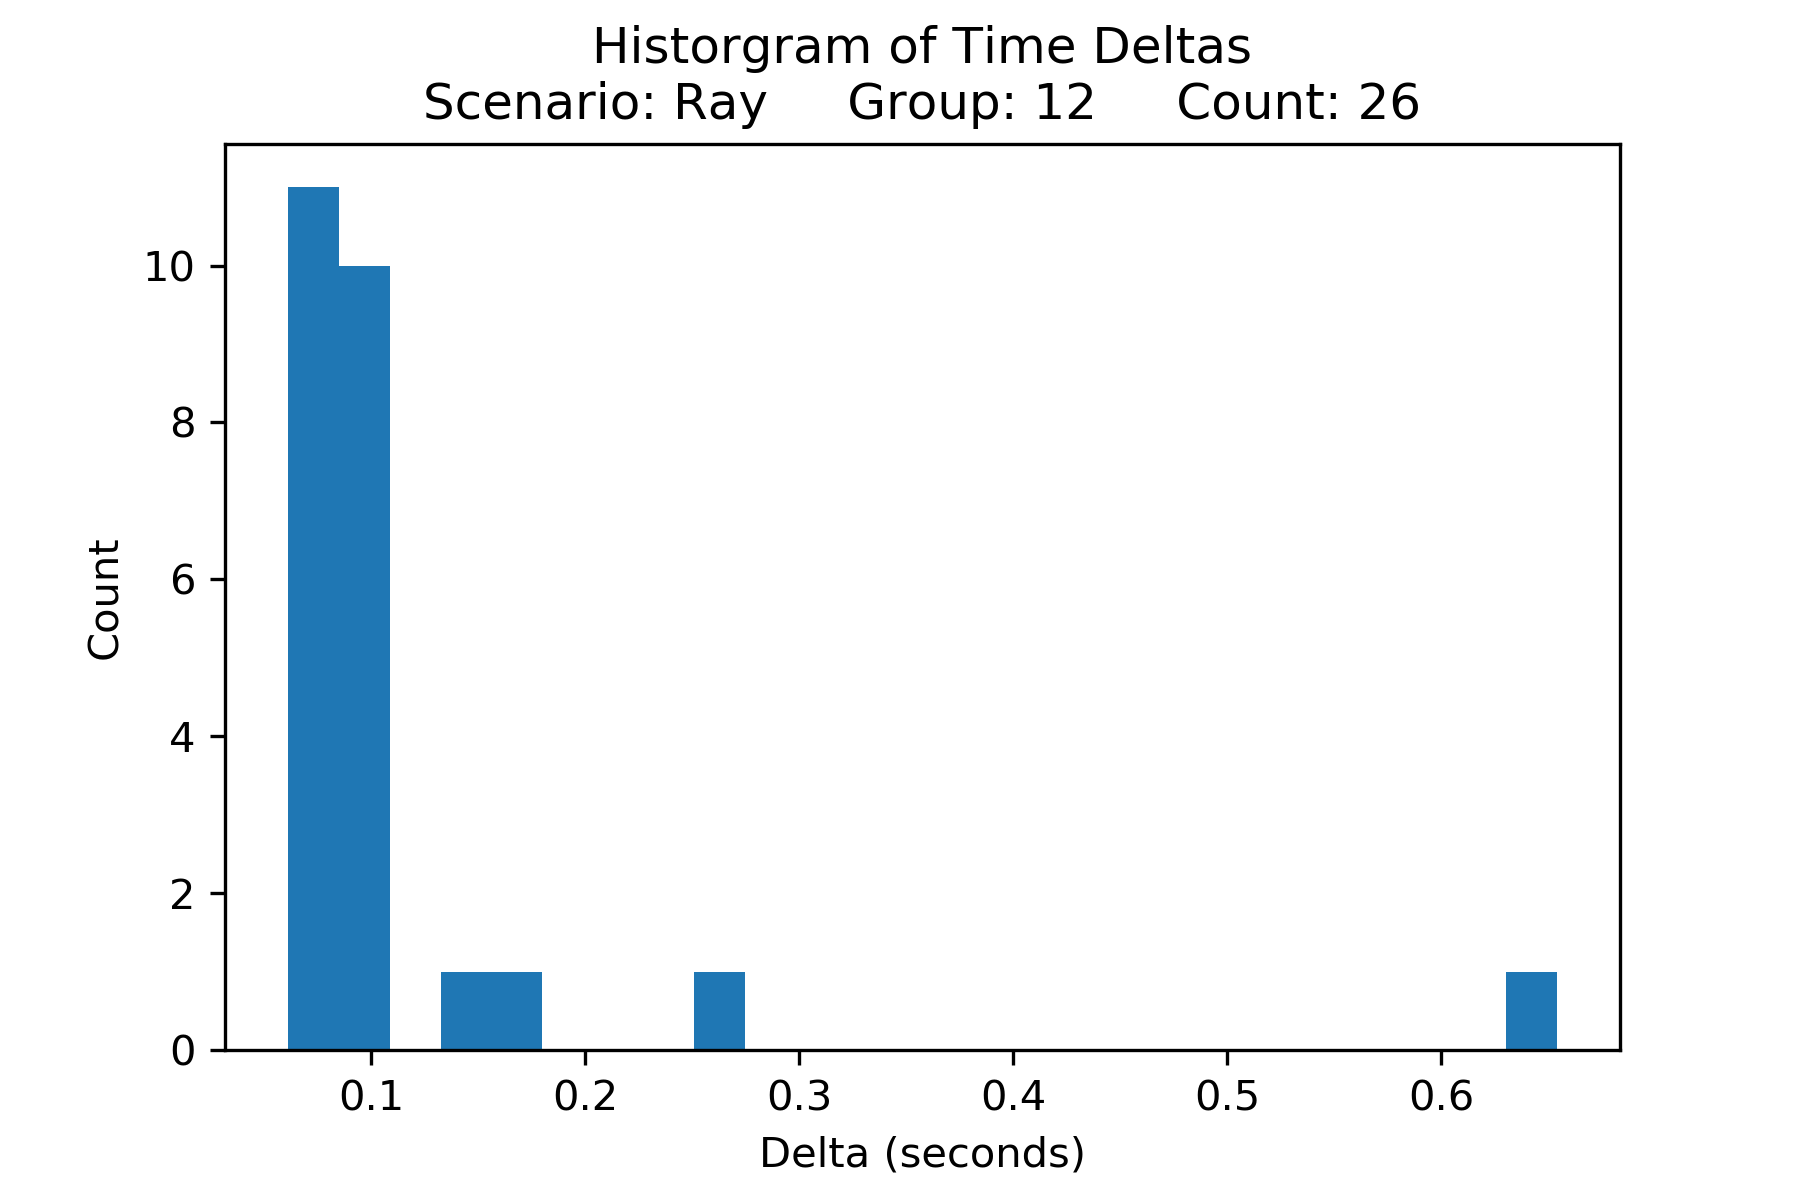 Historgram of Time Deltas
Scenario: Ray     Group: 12     Count: 26
10
8
6
4
2
0
Count
0.1 0.2 0.3 0.4 0.5 0.6
Delta (seconds)